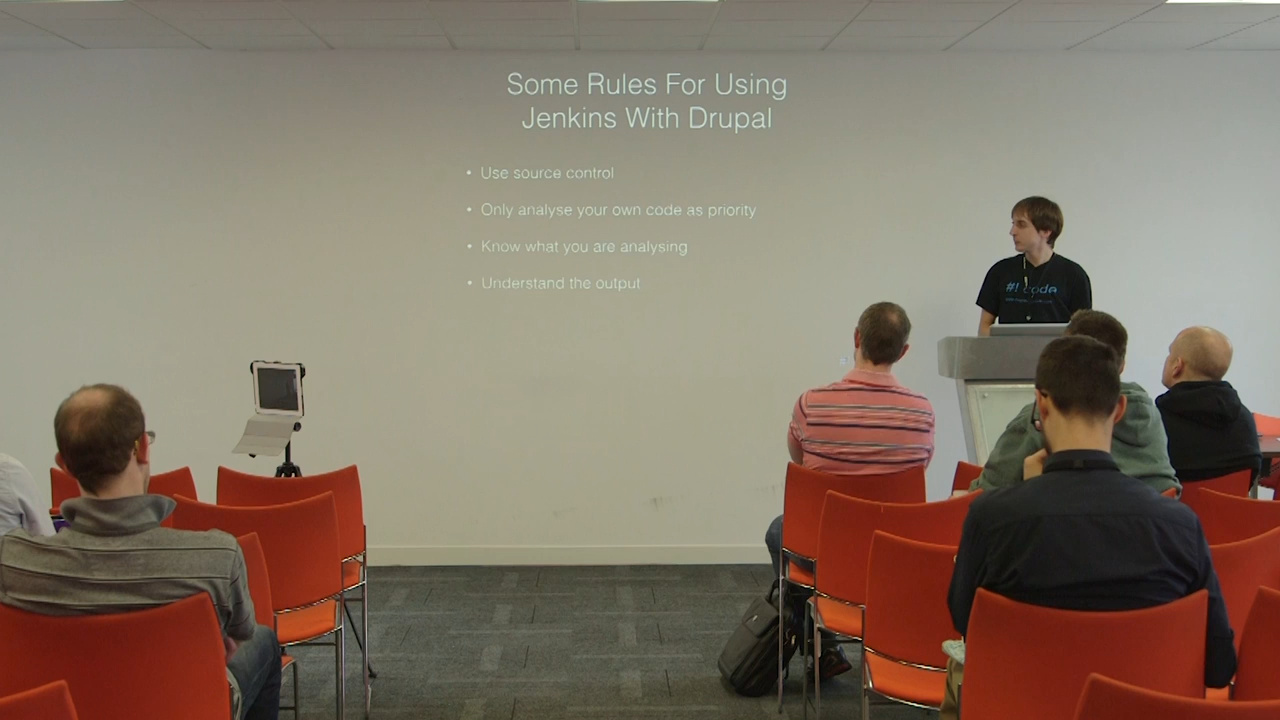 Some Rules For Using
Jenkins With Drupal
• Use source control
• Only analyse your own code as priority
• Know what you are analysing
• Understand the output
#! code